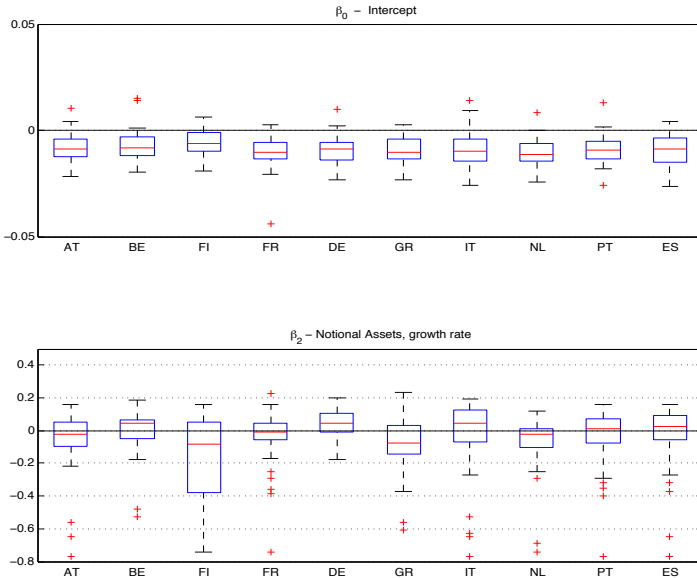 β0 − Intercept
0.05
0
−0.05
AT BE FI FR DE GR IT NL PT ES
β2 − Notional Assets, growth rate
0.4
0.2
0
−0.2
−0.4
−0.6
−0.8
AT BE FI FR DE GR IT NL PT ES